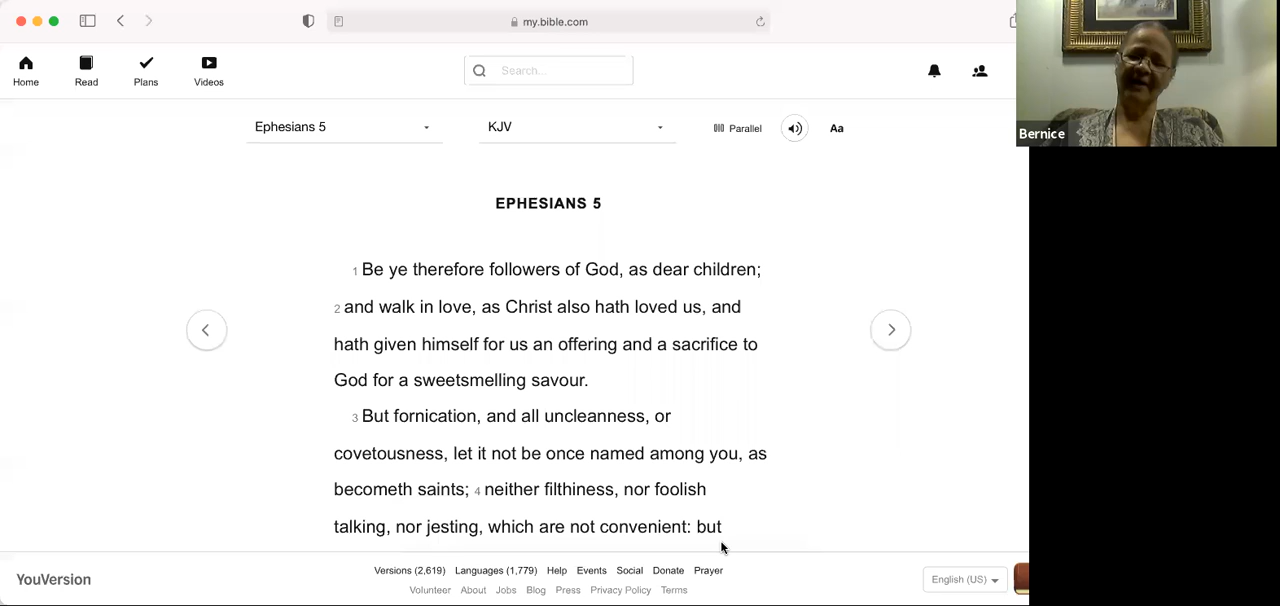 my.bible.com
Home
Read
Plans
Videos
Search...
Bernice
Ephesians 5
KJV
Parallel
Aa
EPHESIANS 5
1 Be ye therefore followers of God, as dear children;
2 and walk in love, as Christ also hath loved us, and
hath given himself for us an offering and a sacrifice to
God for a sweetsmelling savour.
3 But fornication, and all uncleanness, or
covetousness, let it not be once named among you, as
becometh saints; 4 neither filthiness, nor foolish
talking, nor jesting, which are not convenient: but
YouVersion
Versions (2,619) Languages (1,779) Help Events Social Donate Prayer
Volunteer About Jobs Blog Press Privacy Policy Terms
English (US)